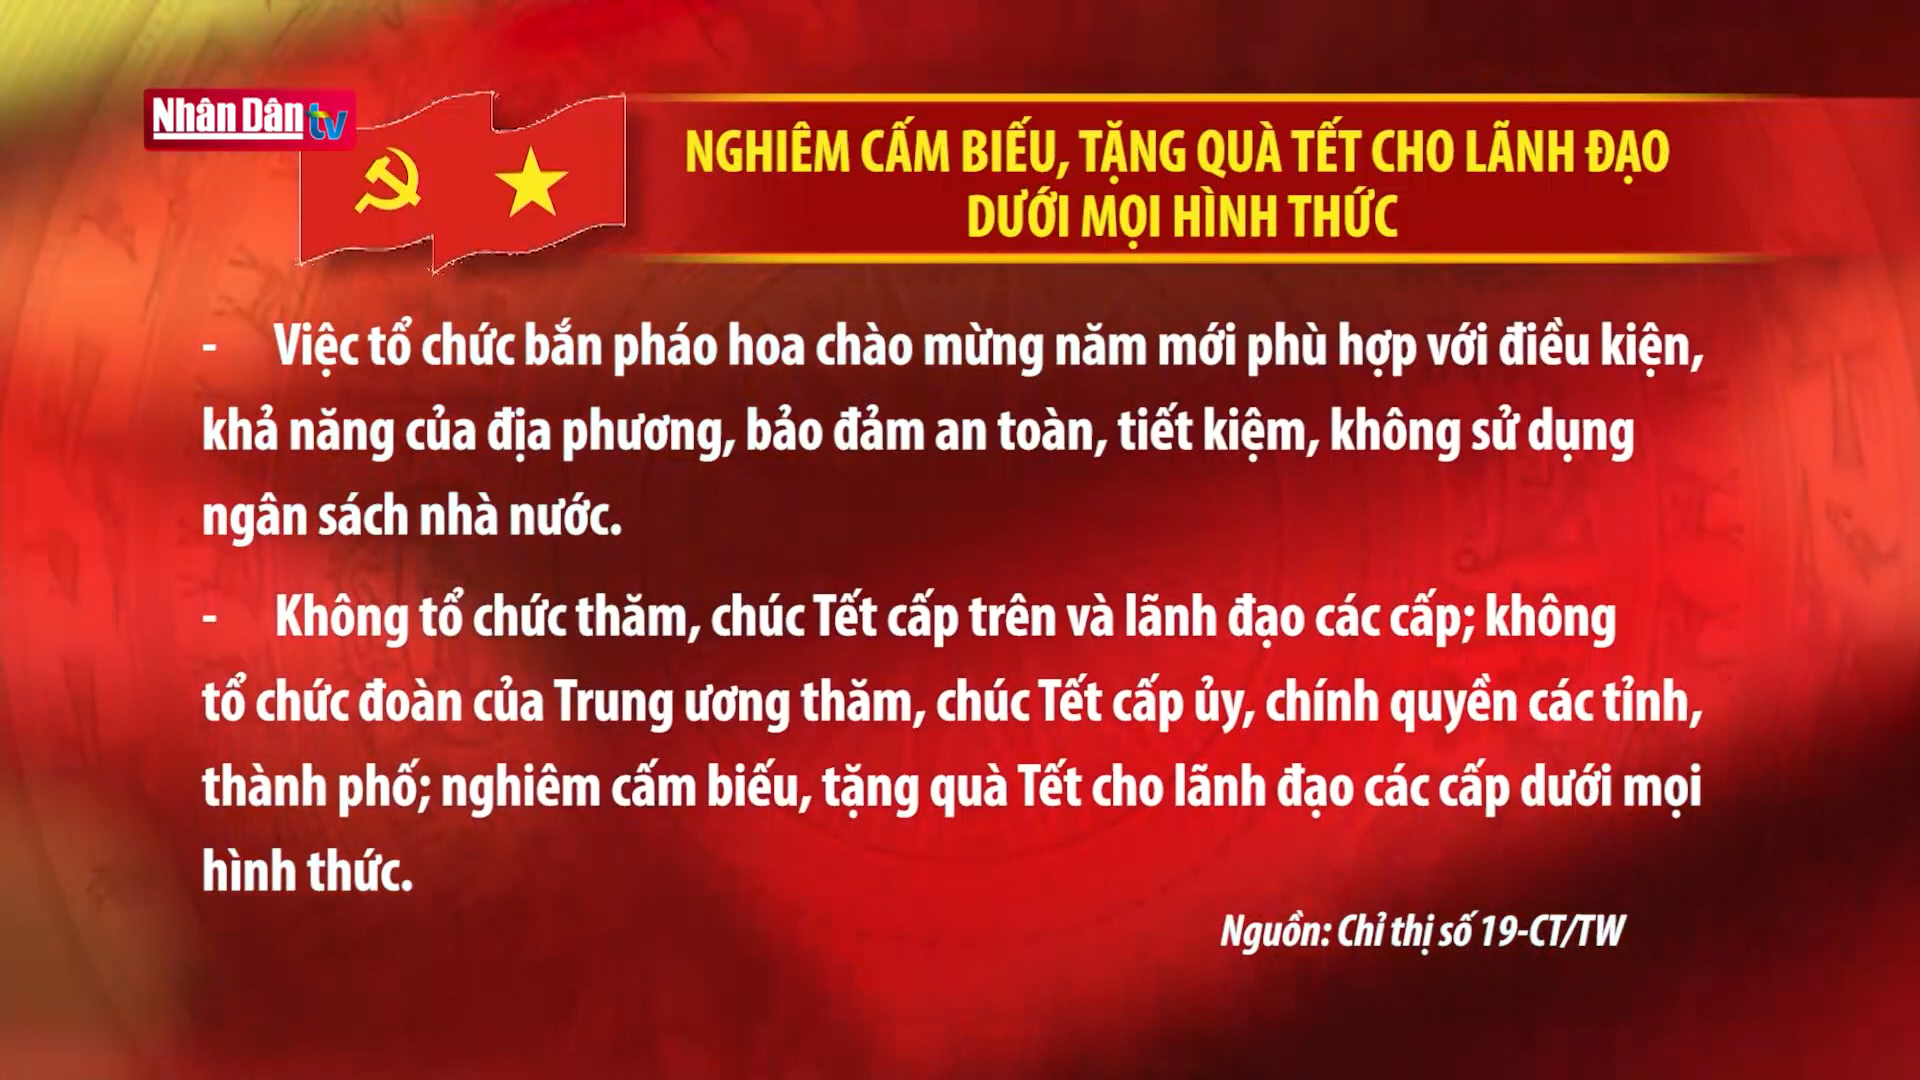 Nhân Dân tv
NGHIÊM CẤM BIẾU, TẶNG QUÀ TẾT CHO LÃNH ĐẠO
DƯỚI MỌI HÌNH THỨC
- Việc tổ chức bắn pháo hoa chào mừng năm mới phù hợp với điều kiện,
khả năng của địa phương, bảo đảm an toàn, tiết kiệm, không sử dụng
ngân sách nhà nước.
- Không tổ chức thăm, chúc Tết cấp trên và lãnh đạo các cấp; không
tổ chức đoàn của Trung ương thăm, chúc Tết cấp ủy, chính quyền các tỉnh,
thành phố; nghiêm cấm biếu, tặng quà Tết cho lãnh đạo các cấp dưới mọi
hình thức.
Nguồn: Chỉ thị số 19-CT/TW